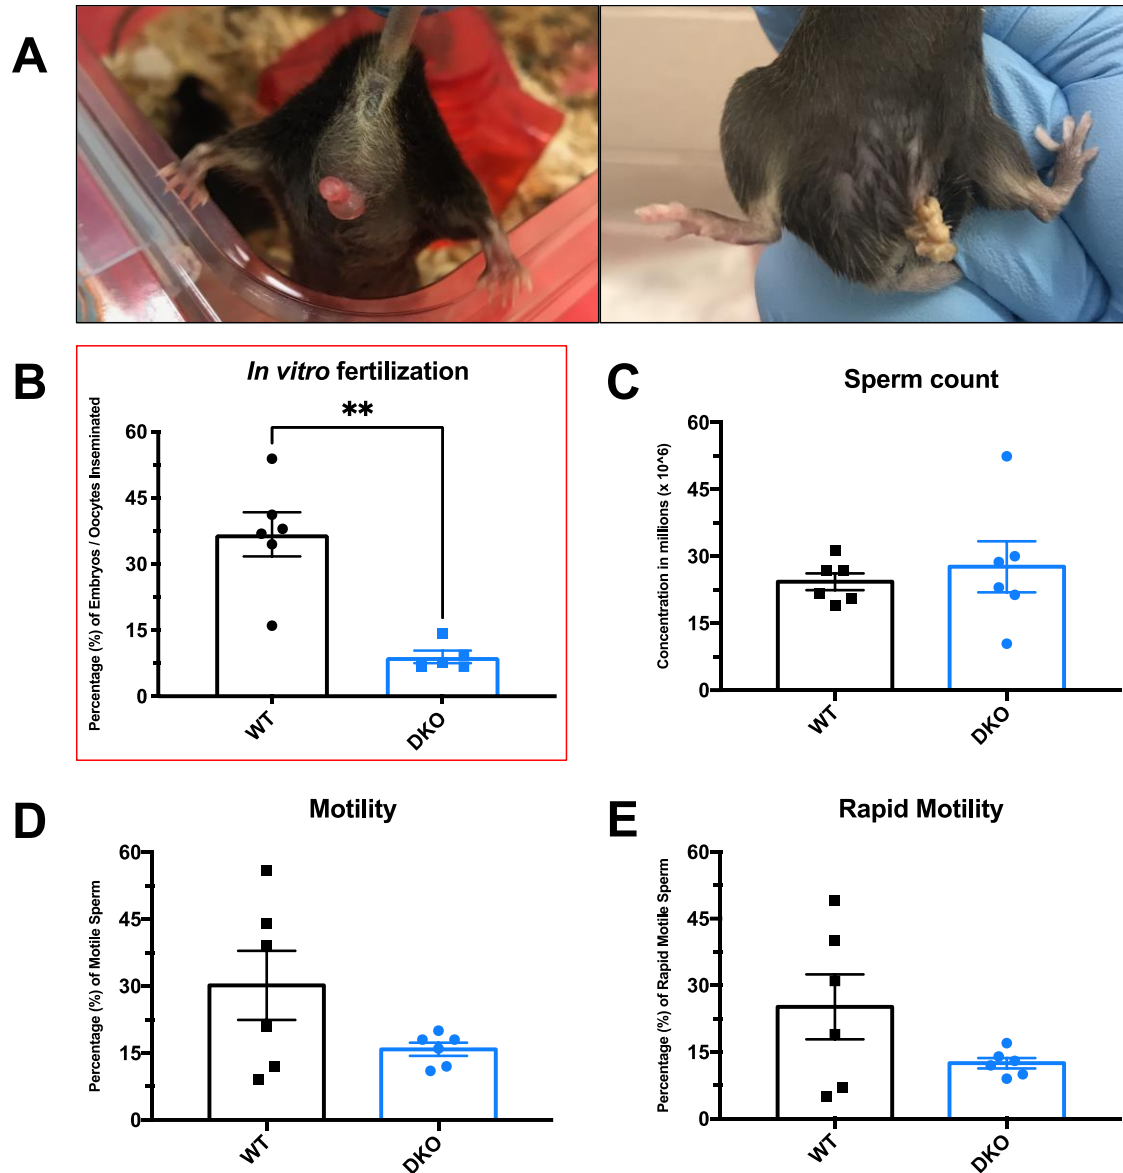 A
B
In vitro fertilization
**
Percentage (%) of Embryos / Oocytes Inseminated
60
45
30
15
0
WT
DKO
C
Sperm count
Concentration in millions (x 10^6)
60
45
30
15
0
WT
DKO
D
Motility
Percentage (%) of Motile Sperm
60
45
30
15
0
WT
DKO
E
Rapid Motility
Percentage (%) of Rapid Motile Sperm
60
45
30
15
0
WT
DKO